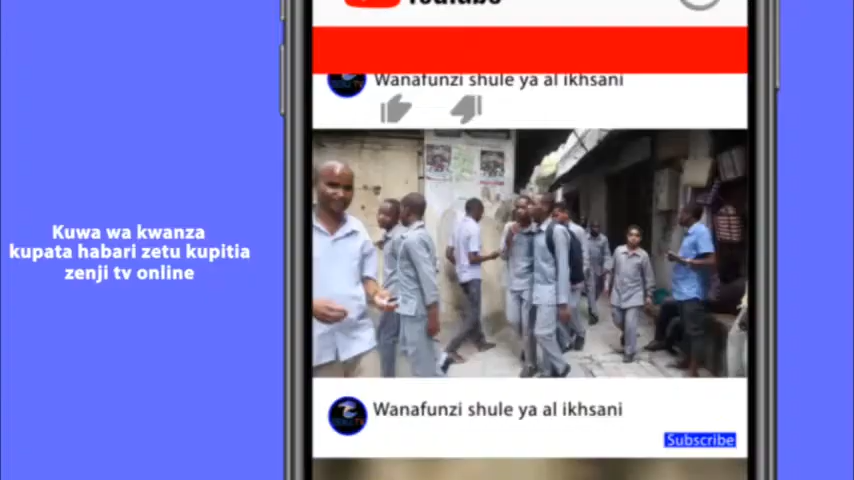 YouTube
Wanafunzi shule ya al ikhsani
Kuwa wa kwanza
kupata habari zetu kupitia
zenji tv online
Wanafunzi shule ya al ikhsani
Subscribe